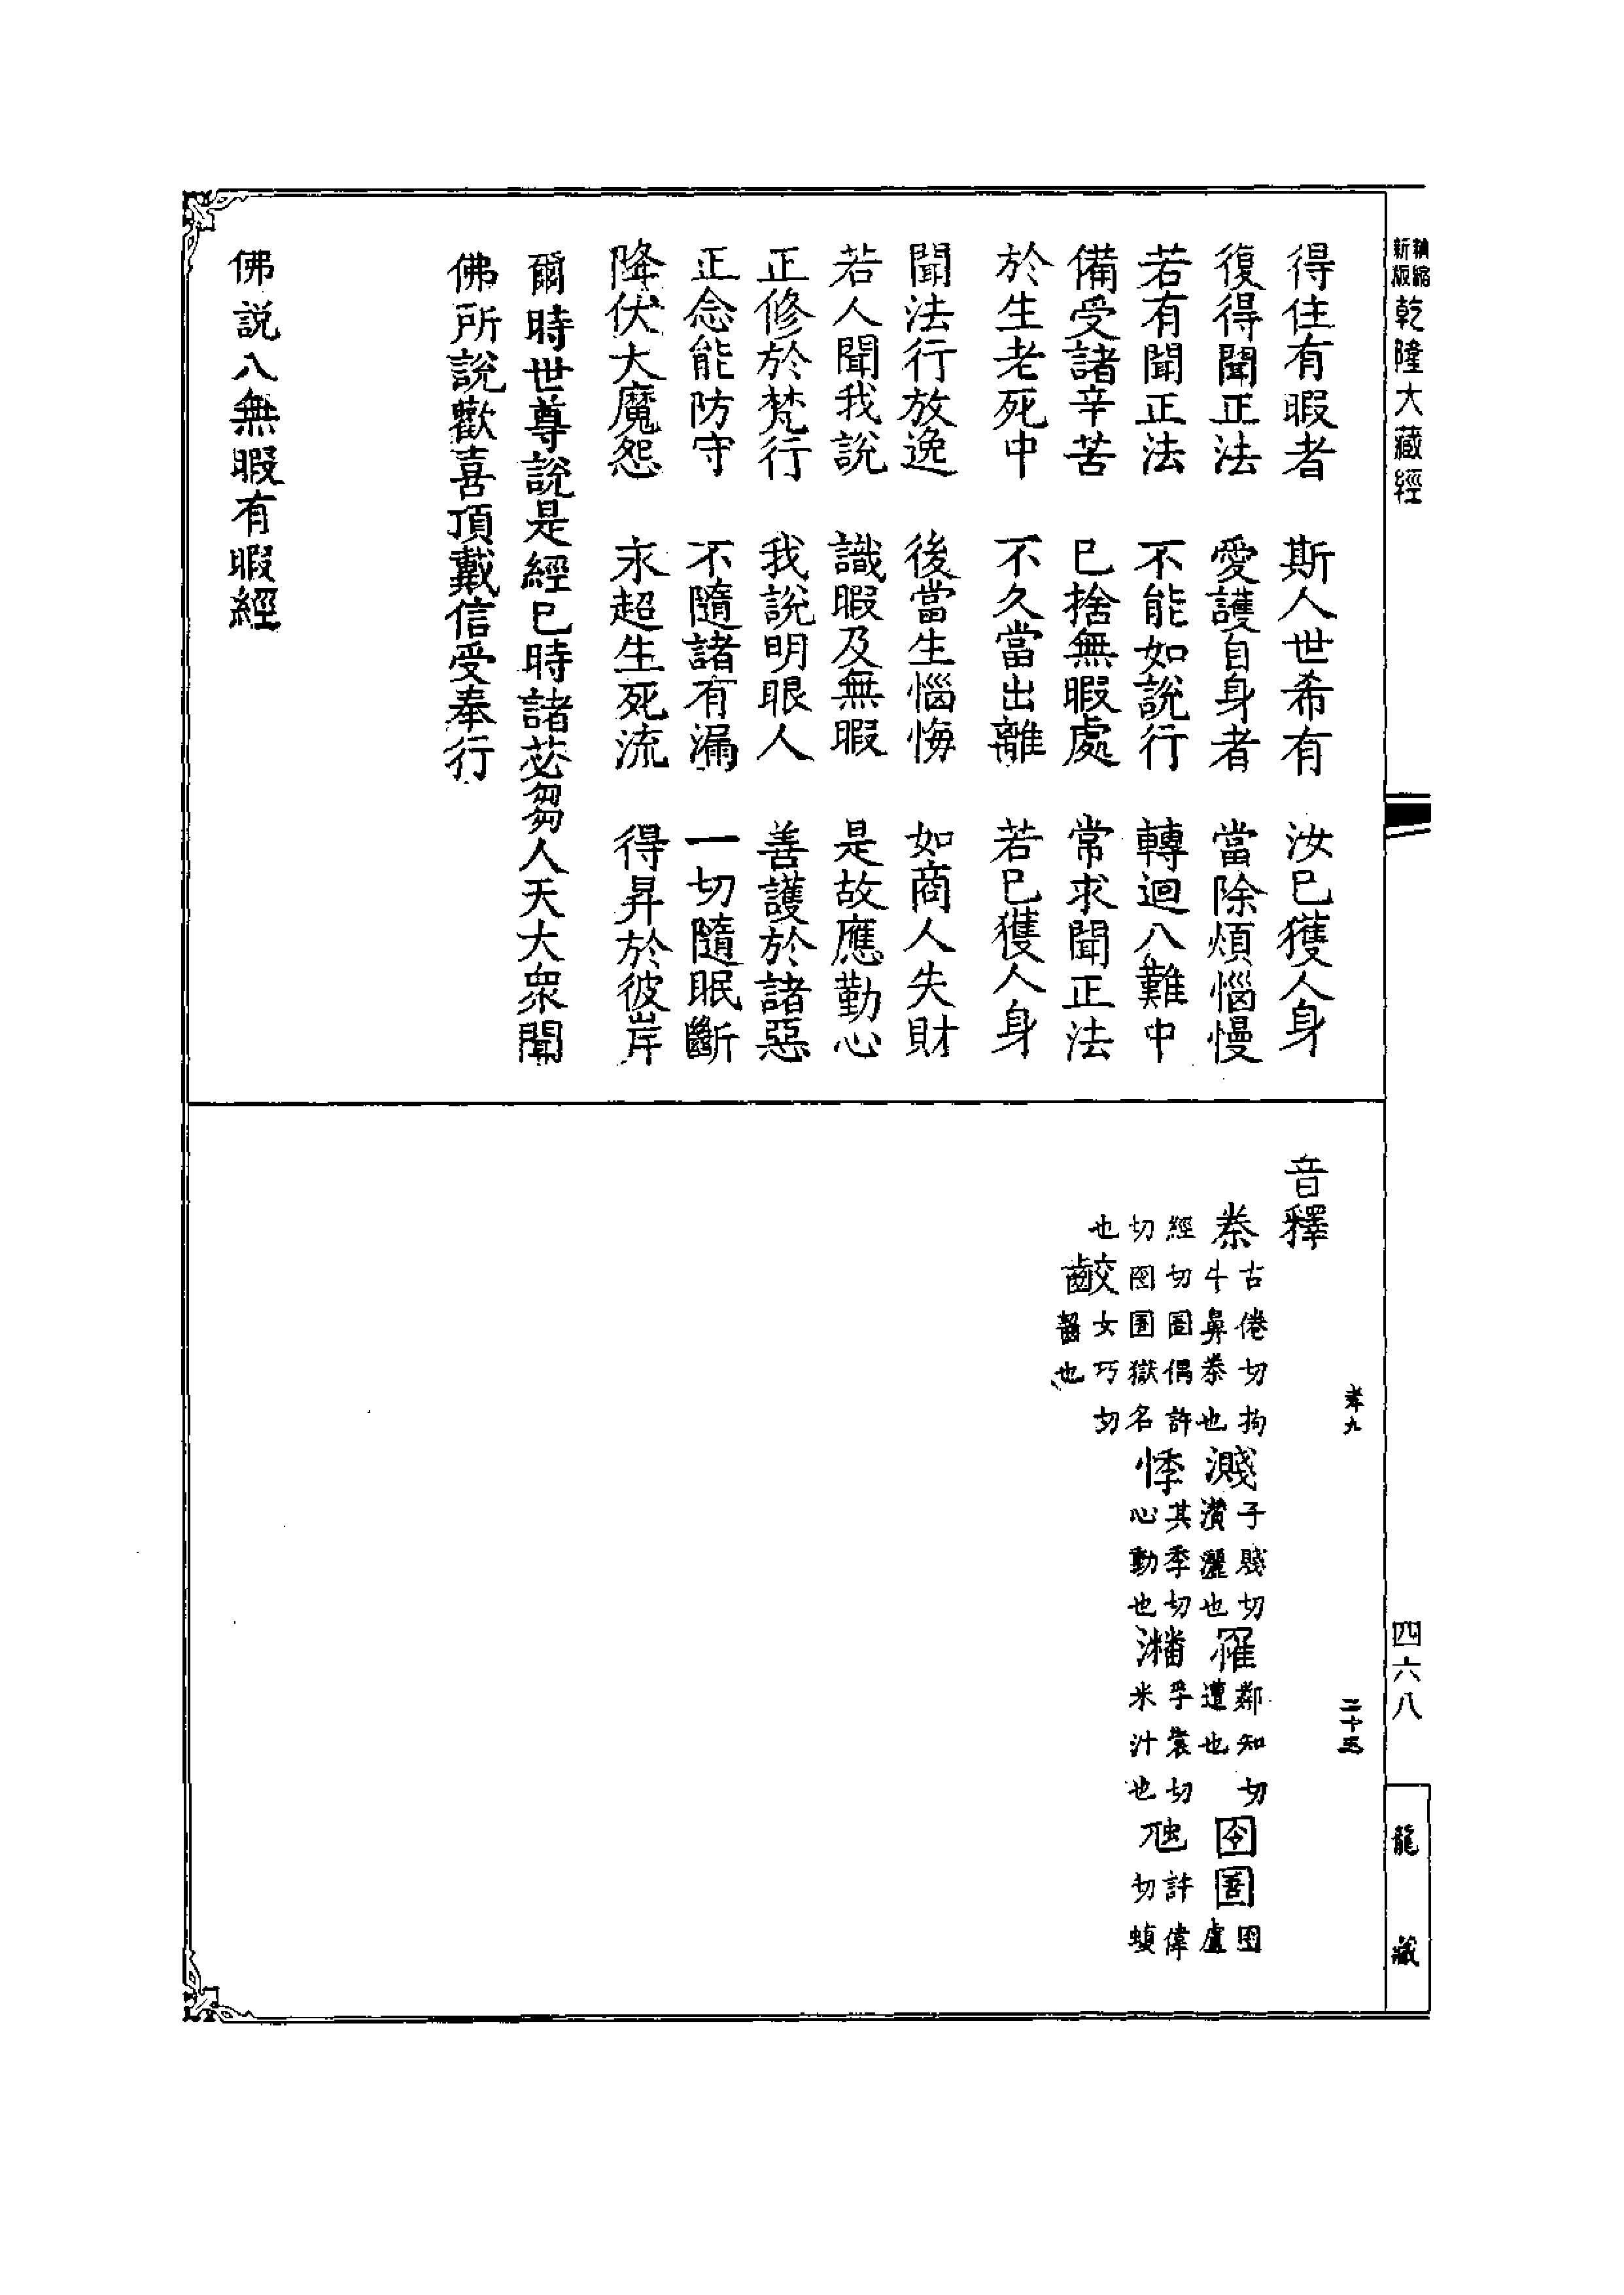 輯縮
新版
乾隆大藏經
四六八
龍藏
得住有暇者　斯人世希有　汝已獲人身
復得聞正法　愛護自身者　當除煩惱慢
若有聞正法　不能如說行　轉迴八難中
備受諸辛苦　已捨無暇處　常求聞正法
於生老死中　不久當出離　若已獲人身
聞法行放逸　後當生惱悔　如商人失財
若人聞我說　識暇及無暇　是故應勤心
正修於梵行　我說明眼人　善護於諸惡
正念能防守　不隨諸有漏　一切隨眠斷
降伏大魔怨　永超生死流　得昇於彼岸
爾時世尊說是經已時諸苾芻人天大衆聞
佛所說歡喜頂戴信受奉行
佛說八無暇有暇經
孝九
二十五
音釋
桊古倦切拘牛鼻桊也　濺子賤切濽灑也　罹鄰知切遭也　囹圄囹盧
經切圄偶許切囹圄獄名　悸其季切心動也　潘孚袁切米汁也　虺許偉切蝮
也　齩女巧切齧也